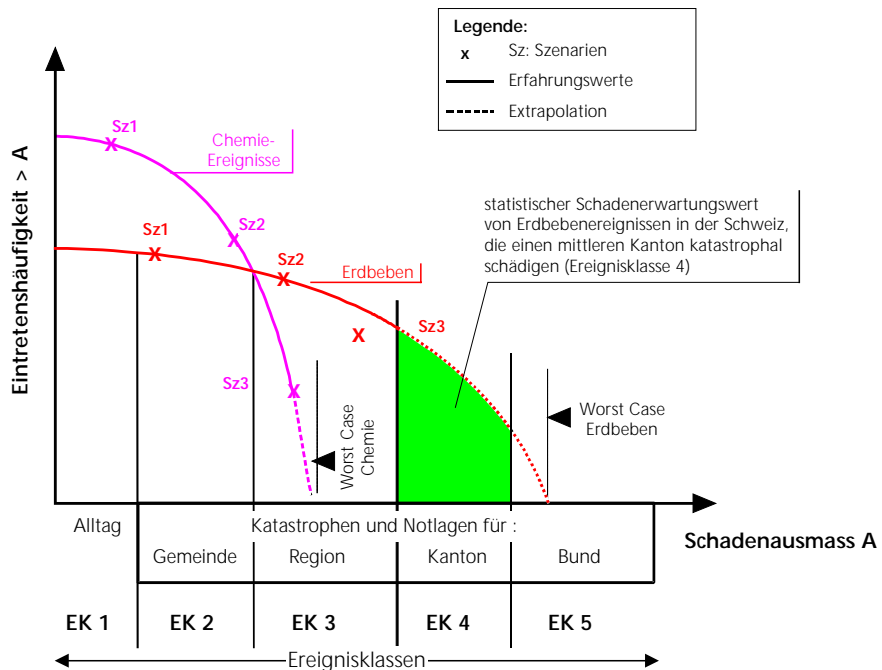 Legende:
x Sz: Szenarien
Erfahrungswerte
Extrapolation
Eintretenshäufigkeit > A
Sz1
x
Chemie-
Ereignisse
Sz2
x
Sz1
x
Sz2
x
Erdbeben
statistischer Schadenerwartungswert
von Erdbebenereignissen in der Schweiz,
die einen mittleren Kanton katastrophal
schädigen (Ereignisklasse 4)
x
Sz3
Sz3
x
Worst Case
Chemie
Worst Case
Erdbeben
Alltag
Katastrophen und Notlagen für :
Schadenausmass A
Gemeinde Region Kanton Bund
EK 1 EK 2 EK 3 EK 4 EK 5
Ereignisklassen